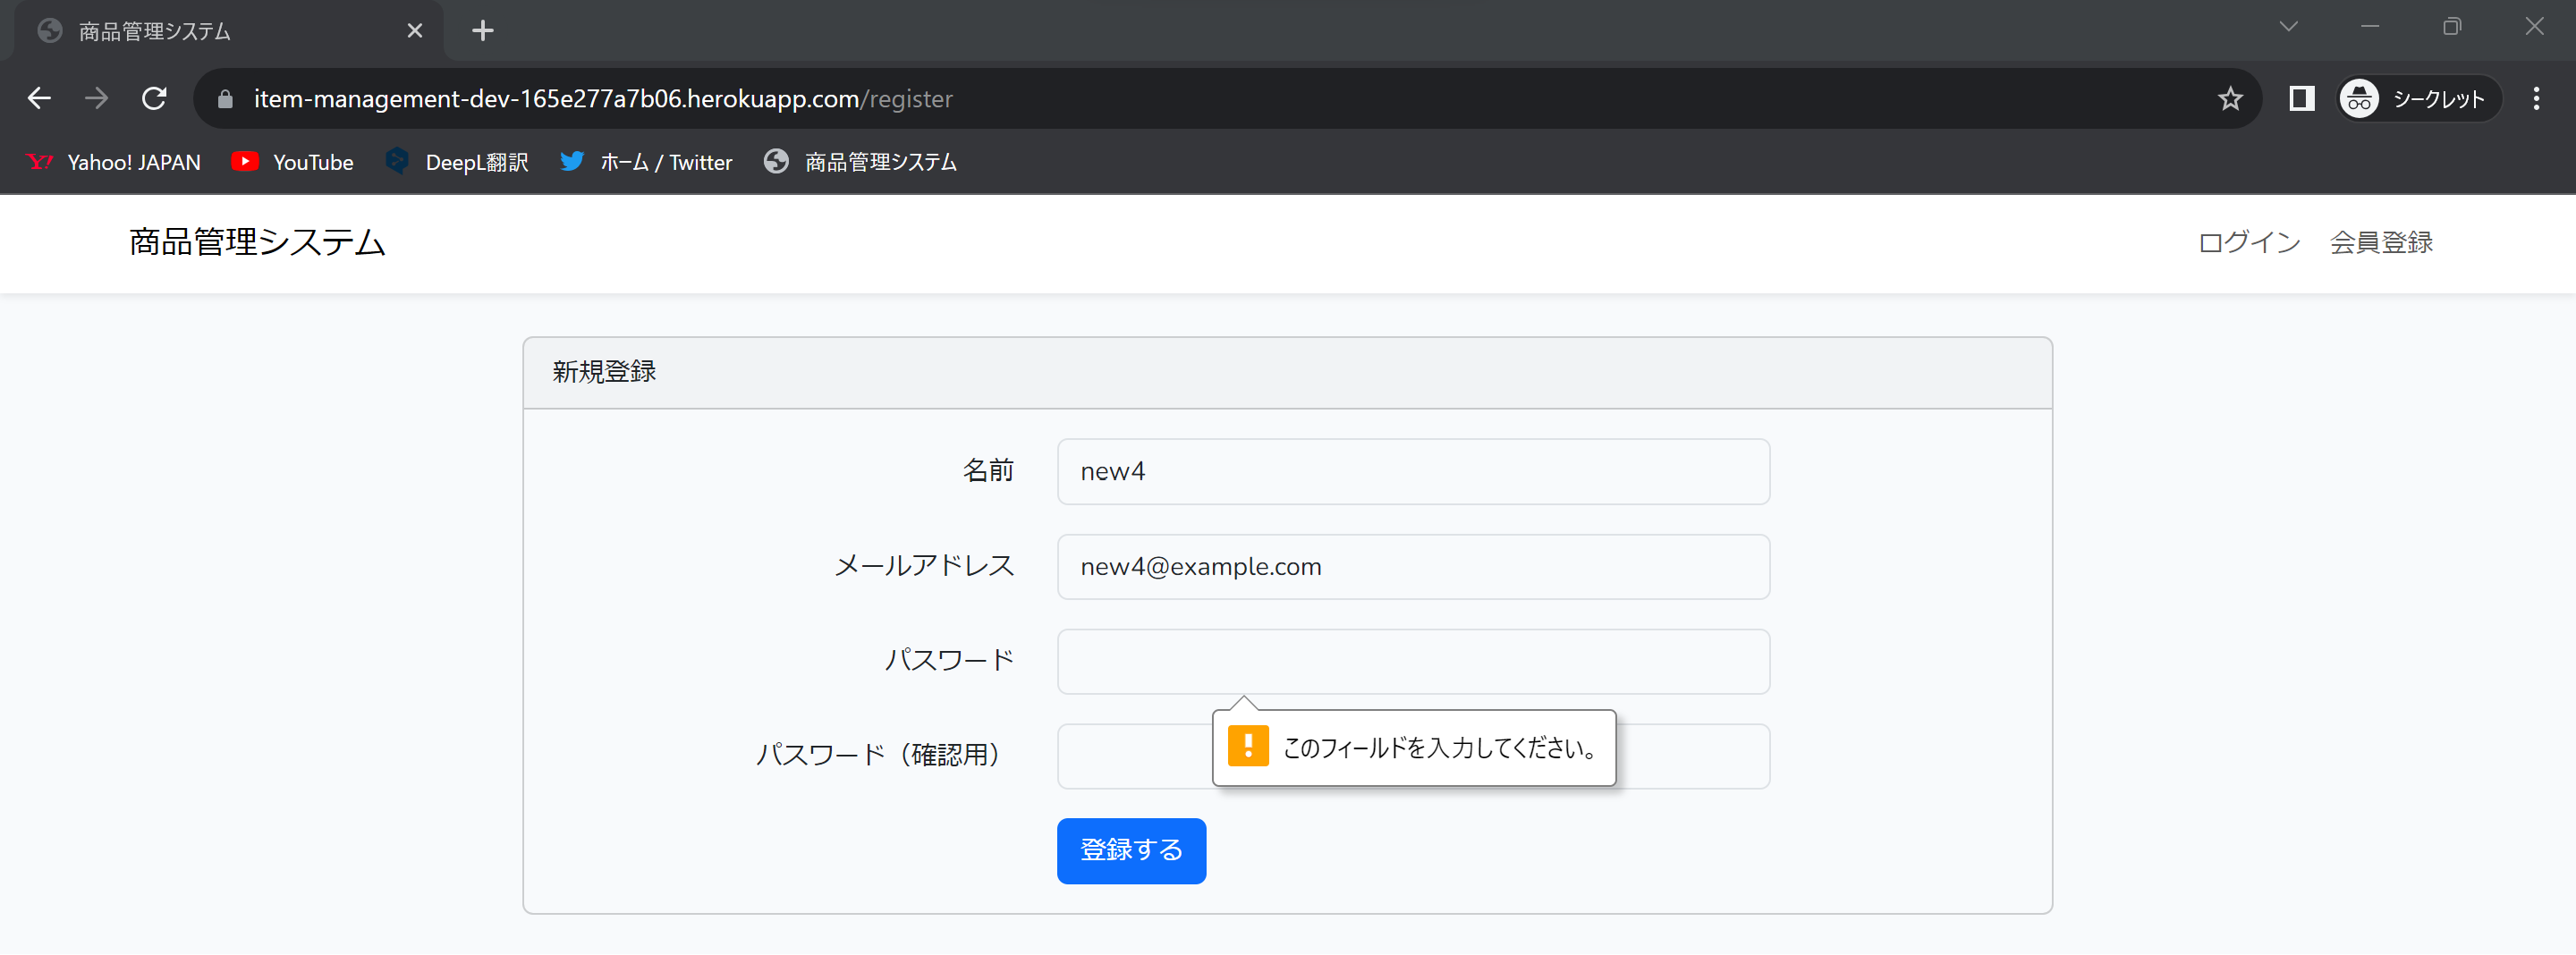 商品管理システム
item-management-dev-165e277a7b06.herokuapp.com/register
シークレット
Y! Yahoo! JAPAN YouTube DeepL翻訳 ホーム / Twitter 商品管理システム
商品管理システム ログイン 会員登録
新規登録
名前 new4
メールアドレス new4@example.com
パスワード
パスワード（確認用）
! このフィールドを入力してください。
登録する